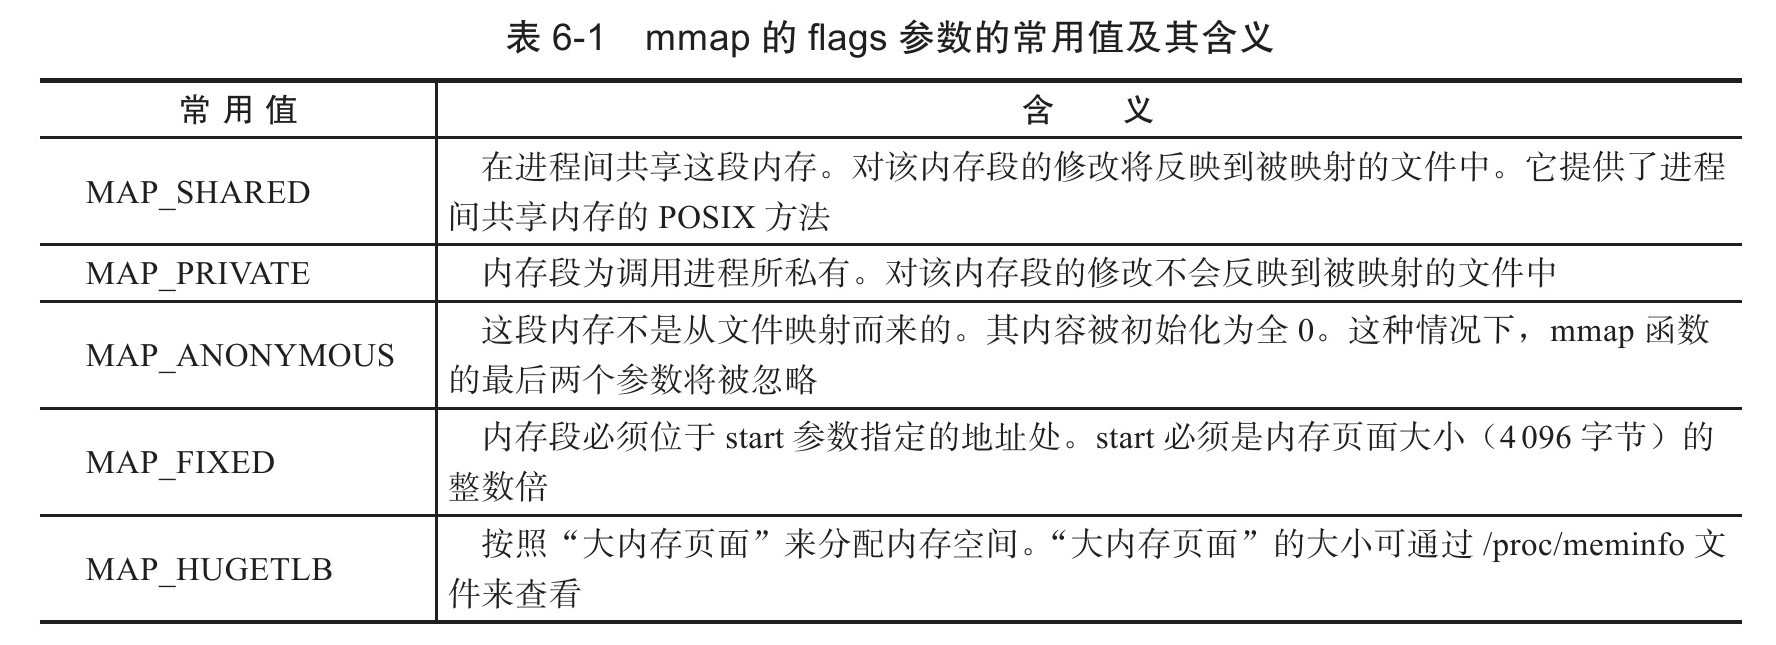 表 6-1 mmap 的 flags 参数的常用值及其含义
常用值 含 义
MAP_SHARED
在进程间共享这段内存。对该内存段的修改将反映到被映射的文件中。它提供了进程
间共享内存的 POSIX 方法
MAP_PRIVATE 内存段为调用进程所私有。对该内存段的修改不会反映到被映射的文件中
MAP_ANONYMOUS
这段内存不是从文件映射而来的。其内容被初始化为全 0。这种情况下，mmap 函数
的最后两个参数将被忽略
MAP_FIXED
内存段必须位于 start 参数指定的地址处。start 必须是内存页面大小（4 096 字节）的
整数倍
MAP_HUGETLB
按照“大内存页面”来分配内存空间。“大内存页面”的大小可通过 /proc/meminfo 文
件来查看